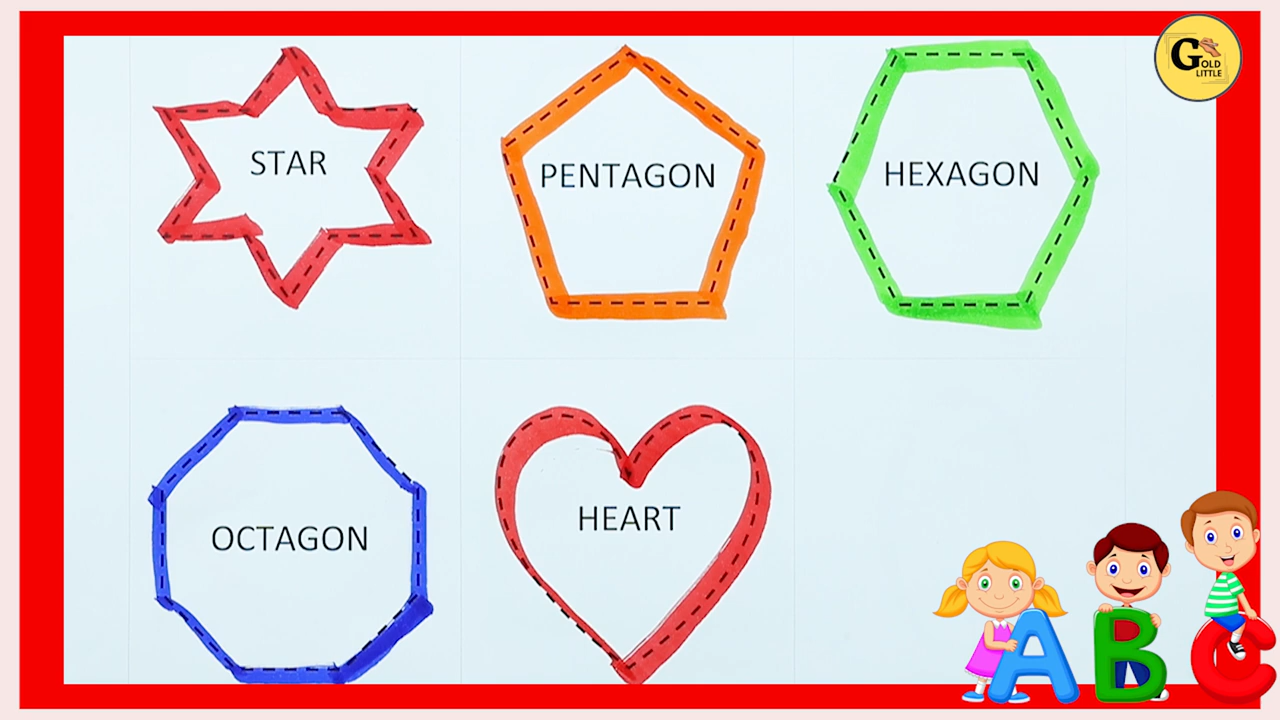 STAR
PENTAGON
HEXAGON
OCTAGON
HEART
GOLD
LITTLE
A B C